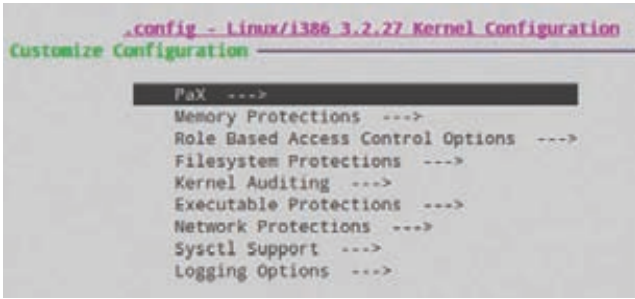 .config - Linux/i386 3.2.27 Kernel Configuration
Customize Configuration
PaX --->
Memory Protections --->
Role Based Access Control Options --->
Filesystem Protections --->
Kernel Auditing --->
Executable Protections --->
Network Protections --->
Sysctl Support --->
Logging Options --->